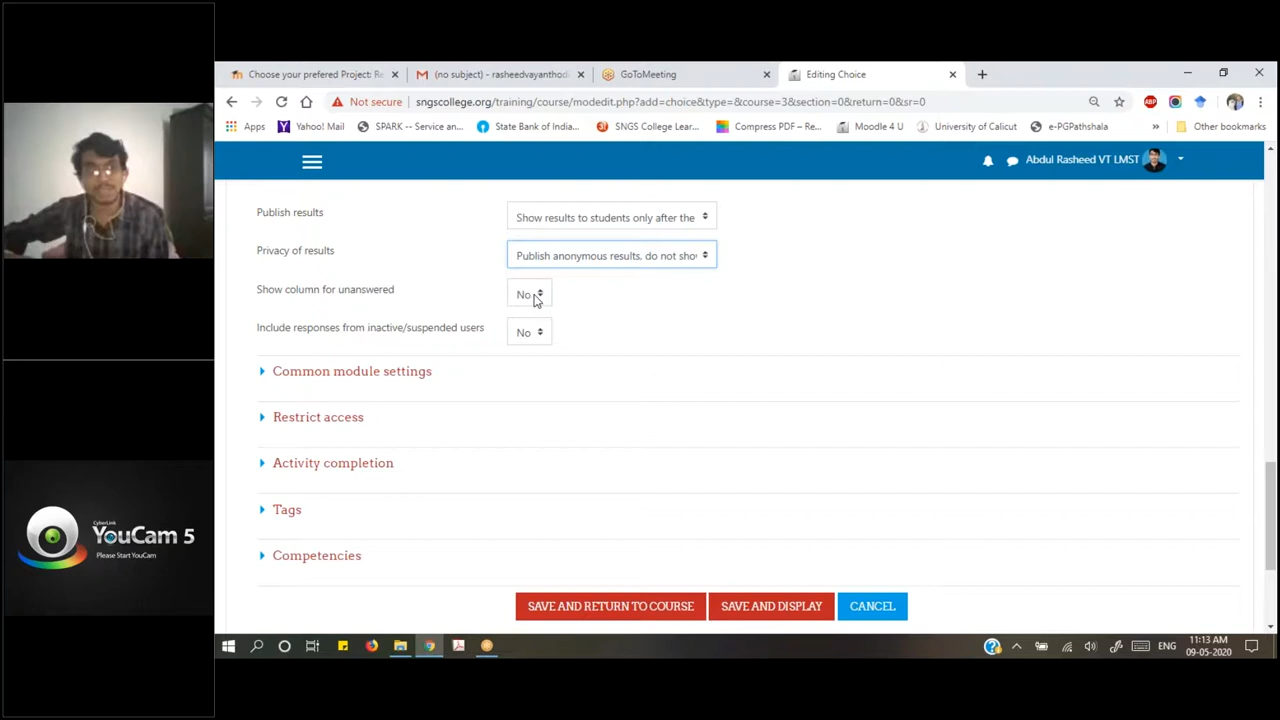 Choose your prefered Project: Re
(no subject) - rasheedvayanthodi
GoToMeeting
Editing Choice
Not secure
sngscollege.org/training/course/modedit.php?add=choice&type=&course=3&section=0&return=0&sr=0
ABP
Apps
Yahoo! Mail
SPARK -- Service an...
State Bank of India...
SNGS College Lear...
Compress PDF – Re...
Moodle 4 U
University of Calicut
e-PGPathshala
»
Other bookmarks
Abdul Rasheed VT LMST
Publish results
Show results to students only after the
Privacy of results
Publish anonymous results, do not sho
Show column for unanswered
No
Include responses from inactive/suspended users
No
Common module settings
Restrict access
Activity completion
Tags
Competencies
SAVE AND RETURN TO COURSE
SAVE AND DISPLAY
CANCEL
CyberLink
YouCam 5
Please Start YouCam
ENG
11:13 AM
09-05-2020